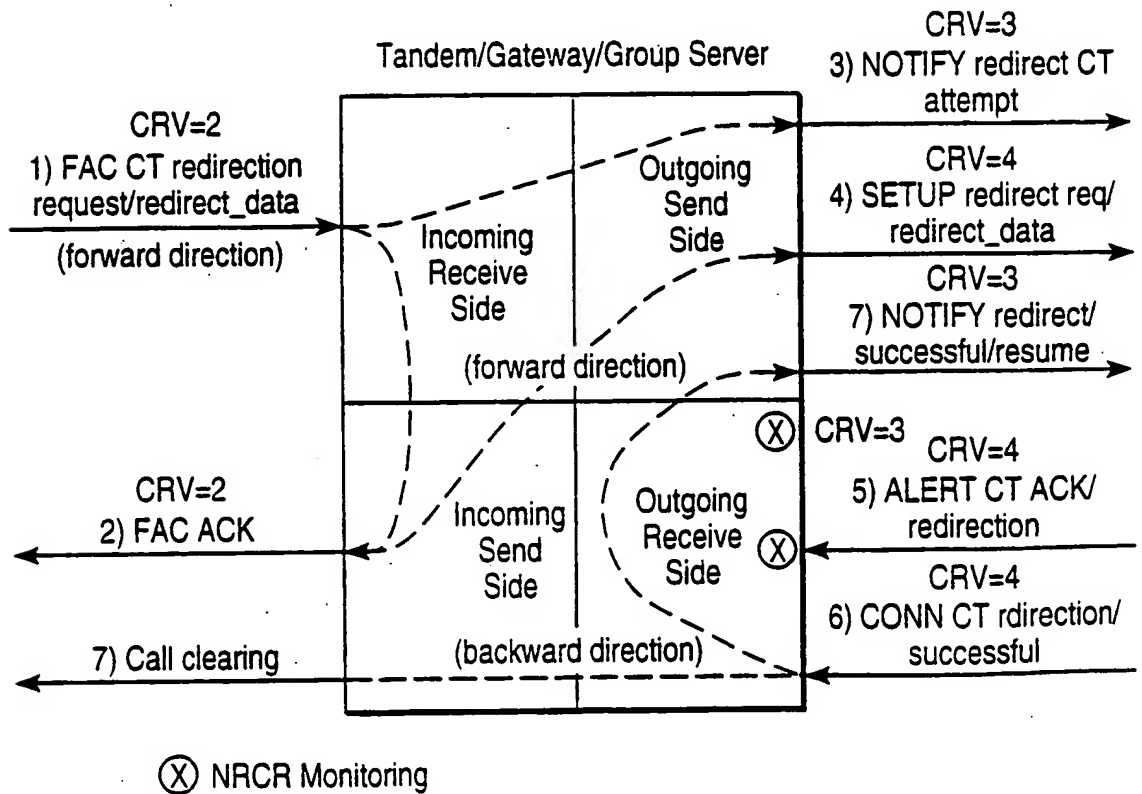 Tandem/Gateway/Group Server
CRV=2
1) FAC CT redirection
request/redirect_data
(forward direction)
CRV=2
2) FAC ACK
7) Call clearing
Incoming
Receive
Side
Outgoing
Send
Side
(forward direction)
Incoming
Send
Side
Outgoing
Receive
Side
(backward direction)
CRV=3
3) NOTIFY redirect CT
attempt
CRV=4
4) SETUP redirect req/
redirect_data
CRV=3
7) NOTIFY redirect/
successful/resume
X CRV=3
CRV=4
5) ALERT CT ACK/
redirection
X
CRV=4
6) CONN CT rdirection/
successful
X NRCR Monitoring